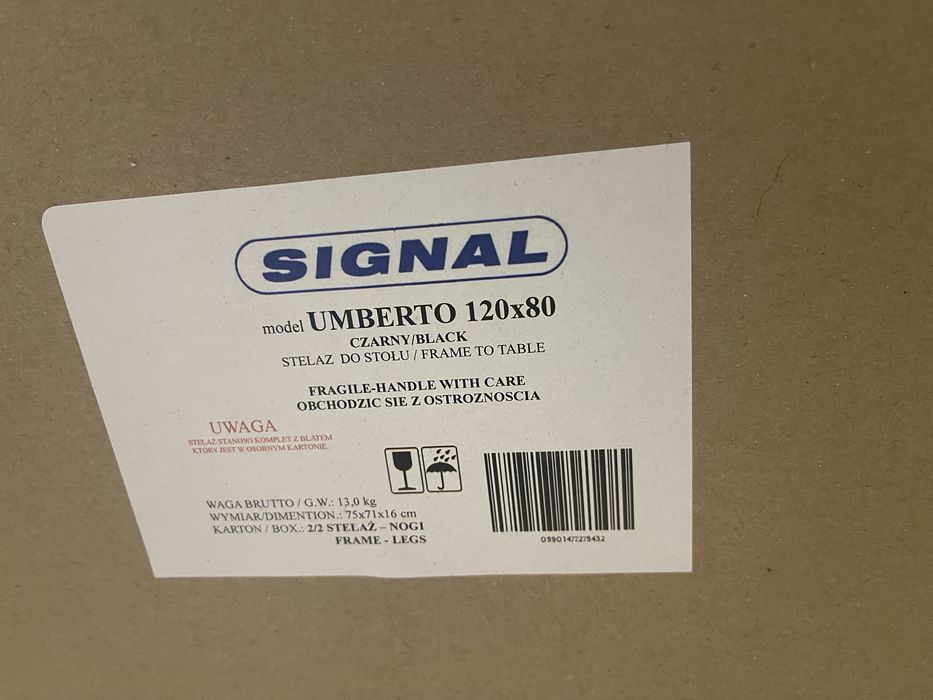 SIGNAL
model UMBERTO 120x80
CZARNY/BLACK
STELAZ DO STOŁU / FRAME TO TABLE
FRAGILE-HANDLE WITH CARE
OBCHODZIC SIE Z OSTROZNOSCIA
UWAGA
STELAŻ STANOWI KOMPLET Z BLATEM
KTÓRY JEST W OSOBNYM KARTONIE.
WAGA BRUTTO / G.W.: 13,0 kg
WYMIAR/DIMENTION.: 75x71x16 cm
KARTON / BOX.: 2/2 STELAŻ – NOGI
FRAME - LEGS
05901477275432